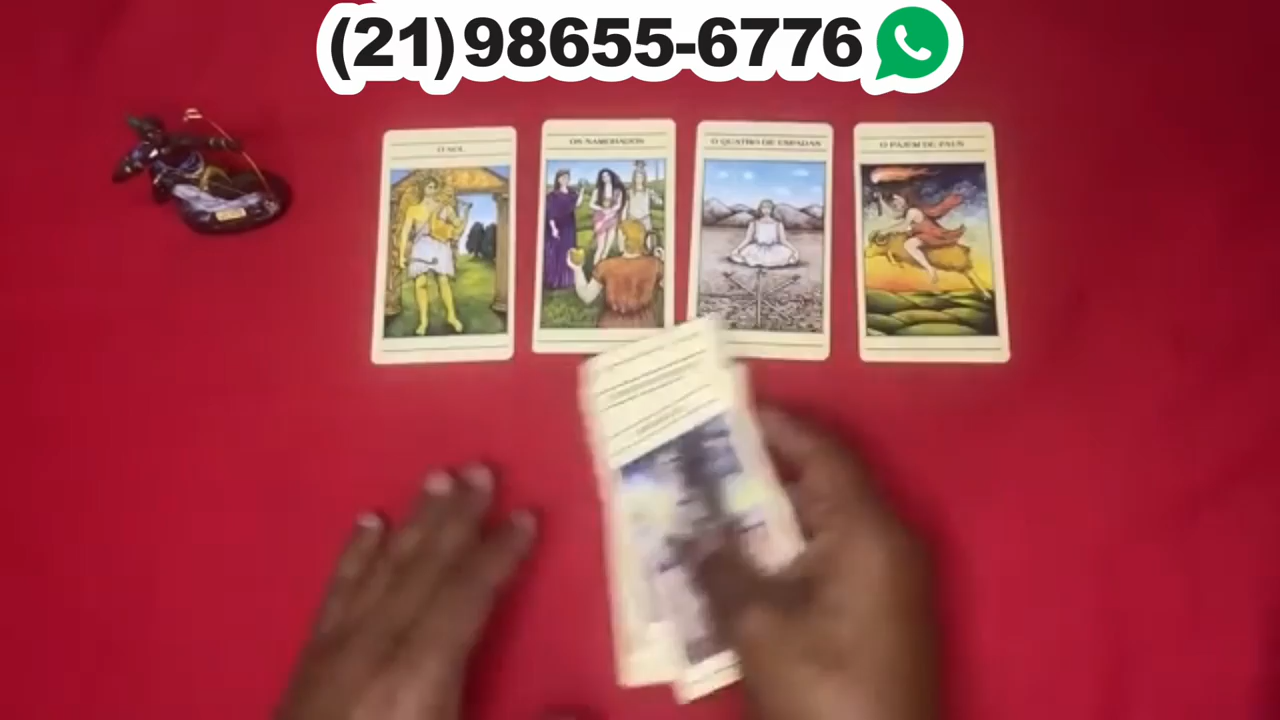 (21)98655-6776
O SOL
OS NAMORADOS
O QUATRO DE ESPADAS
O PAJEM DE PAUS